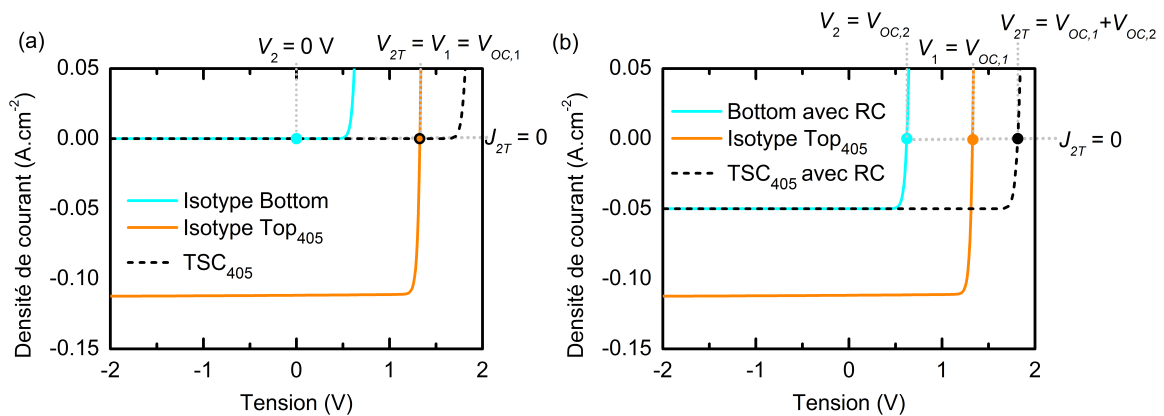 (a)
V2 = 0 V
V2T = V1 = VOC,1
0.05
0.00
-0.05
-0.10
-0.15
Densité de courant (A.cm-2)
J2T = 0
Isotype Bottom
Isotype Top405
TSC405
-2
-1
0
1
2
Tension (V)
(b)
V2 = VOC,2
V2T = VOC,1+VOC,2
V1 = VOC,1
0.05
0.00
-0.05
-0.10
-0.15
Densité de courant (A.cm-2)
Bottom avec RC
Isotype Top405
TSC405 avec RC
J2T = 0
-2
-1
0
1
2
Tension (V)